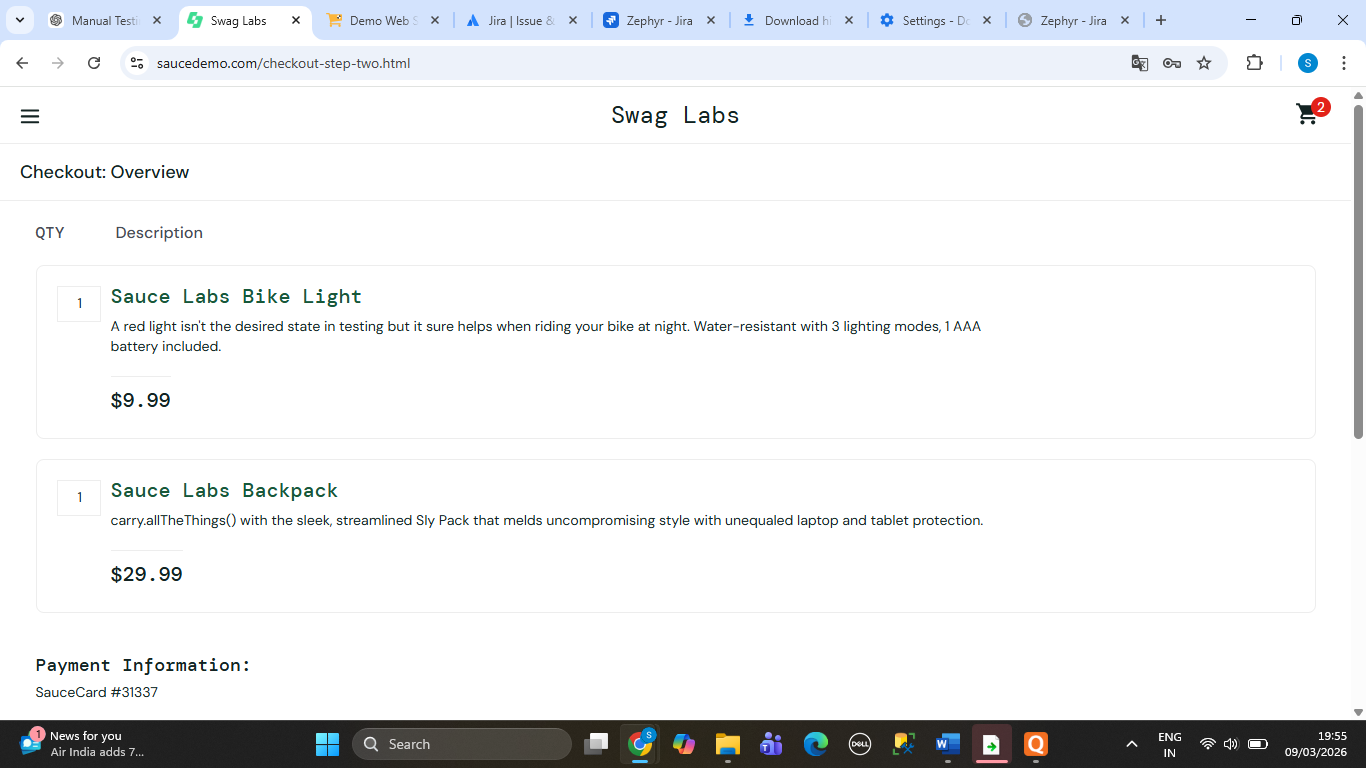 Manual Testi
Swag Labs
Demo Web S
Jira | Issue &
Zephyr - Jira
Download hi
Settings - Do
Zephyr - Jira
saucedemo.com/checkout-step-two.html
S
Swag Labs
2
Checkout: Overview
QTY Description
1 Sauce Labs Bike Light
A red light isn't the desired state in testing but it sure helps when riding your bike at night. Water-resistant with 3 lighting modes, 1 AAA
battery included.
$9.99
1 Sauce Labs Backpack
carry.allTheThings() with the sleek, streamlined Sly Pack that melds uncompromising style with unequaled laptop and tablet protection.
$29.99
Payment Information:
SauceCard #31337
1
News for you
Air India adds 7...
Search
S
DELL
W
Q
ENG
IN
19:55
09/03/2026